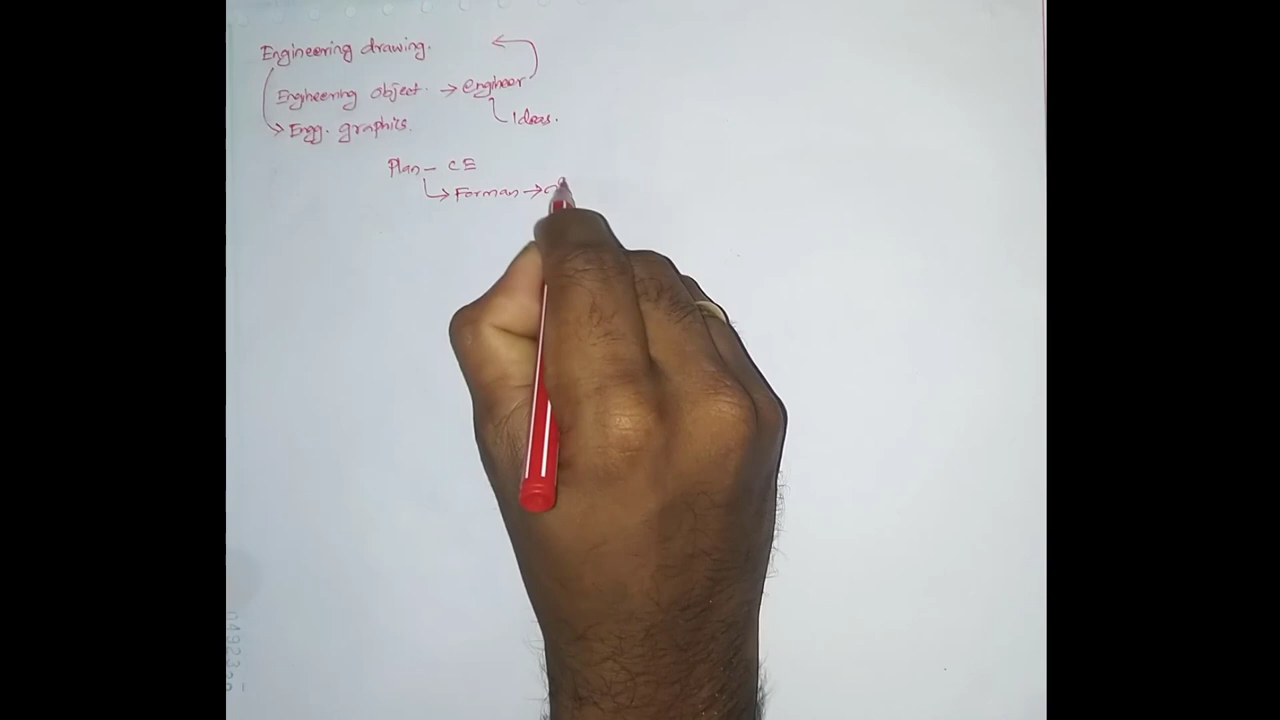 Engineering drawing.
Engineering object. → Engineer
Ideas.
→ Engg. graphics.
Plan – CE
→ Forman →